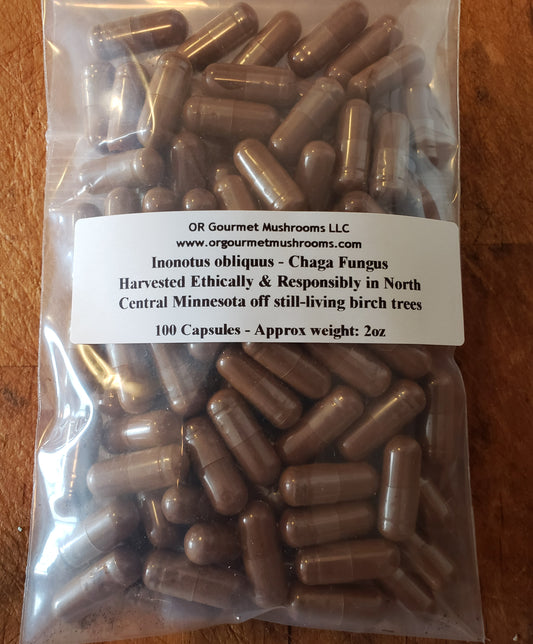 OR Gourmet Mushrooms LLC
www.orgourmetmushrooms.com
Inonotus obliquus - Chaga Fungus
Harvested Ethically & Responsibly in North
Central Minnesota off still-living birch trees
100 Capsules - Approx weight: 2oz